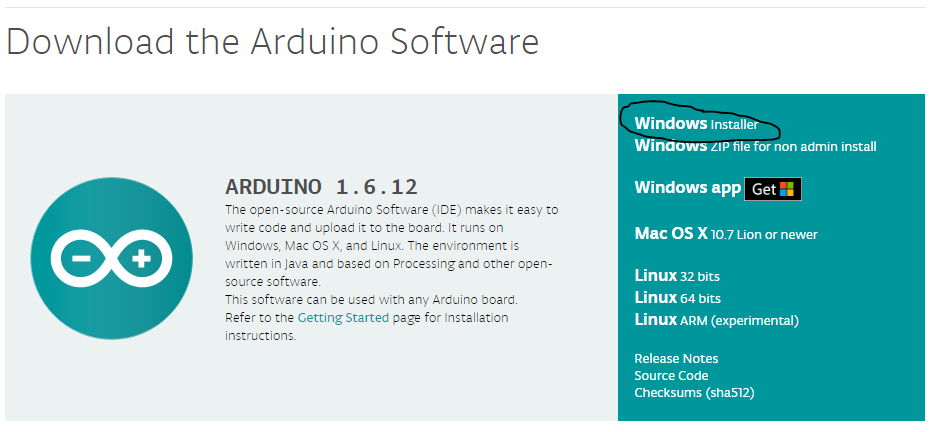 Download the Arduino Software
ARDUINO 1.6.12
The open-source Arduino Software (IDE) makes it easy to
write code and upload it to the board. It runs on
Windows, Mac OS X, and Linux. The environment is
written in Java and based on Processing and other open-
source software.
This software can be used with any Arduino board.
Refer to the Getting Started page for Installation
instructions.
Windows Installer
Windows ZIP file for non admin install
Windows app Get
Mac OS X 10.7 Lion or newer
Linux 32 bits
Linux 64 bits
Linux ARM (experimental)
Release Notes
Source Code
Checksums (sha512)